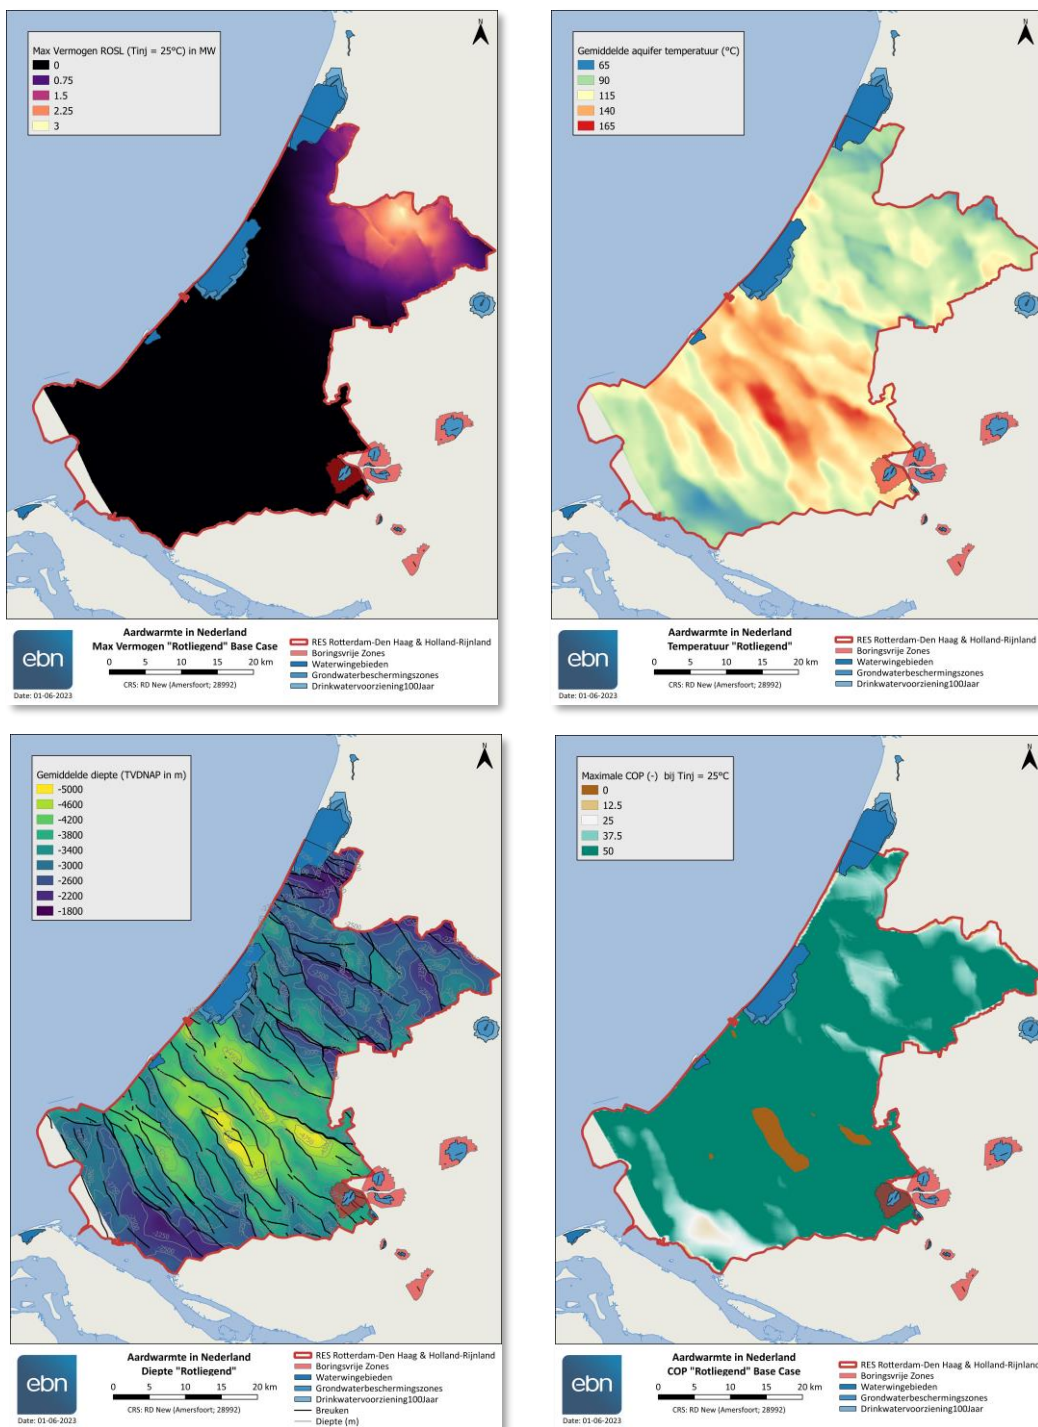 N
Max Vermogen ROSL (Tinj = 25°C) in MW
0
0.75
1.5
2.25
3
ebn
Date: 01-06-2023
Aardwarmte in Nederland
Max Vermogen "Rotliegend" Base Case
0 5 10 15 20 km
CRS: RD New (Amersfoort; 28992)
RES Rotterdam-Den Haag & Holland-Rijnland
Boringsvrije Zones
Waterwingebieden
Grondwaterbeschermingszones
Drinkwatervoorziening100Jaar
N
Gemiddelde aquifer temperatuur (°C)
65
90
115
140
165
ebn
Date: 01-06-2023
Aardwarmte in Nederland
Temperatuur "Rotliegend"
0 5 10 15 20 km
CRS: RD New (Amersfoort; 28992)
RES Rotterdam-Den Haag & Holland-Rijnland
Boringsvrije Zones
Waterwingebieden
Grondwaterbeschermingszones
Drinkwatervoorziening100Jaar
N
Gemiddelde diepte (TVDNAP in m)
-5000
-4600
-4200
-3800
-3400
-3000
-2600
-2200
-1800
ebn
Date: 01-06-2023
Aardwarmte in Nederland
Diepte "Rotliegend"
0 5 10 15 20 km
CRS: RD New (Amersfoort; 28992)
RES Rotterdam-Den Haag & Holland-Rijnland
Boringsvrije Zones
Waterwingebieden
Grondwaterbeschermingszones
Drinkwatervoorziening100Jaar
Breuken
Diepte (m)
N
Maximale COP (-) bij Tinj = 25°C
0
12.5
25
37.5
50
ebn
Date: 01-06-2023
Aardwarmte in Nederland
COP "Rotliegend" Base Case
0 5 10 15 20 km
CRS: RD New (Amersfoort; 28992)
RES Rotterdam-Den Haag & Holland-Rijnland
Boringsvrije Zones
Waterwingebieden
Grondwaterbeschermingszones
Drinkwatervoorziening100Jaar